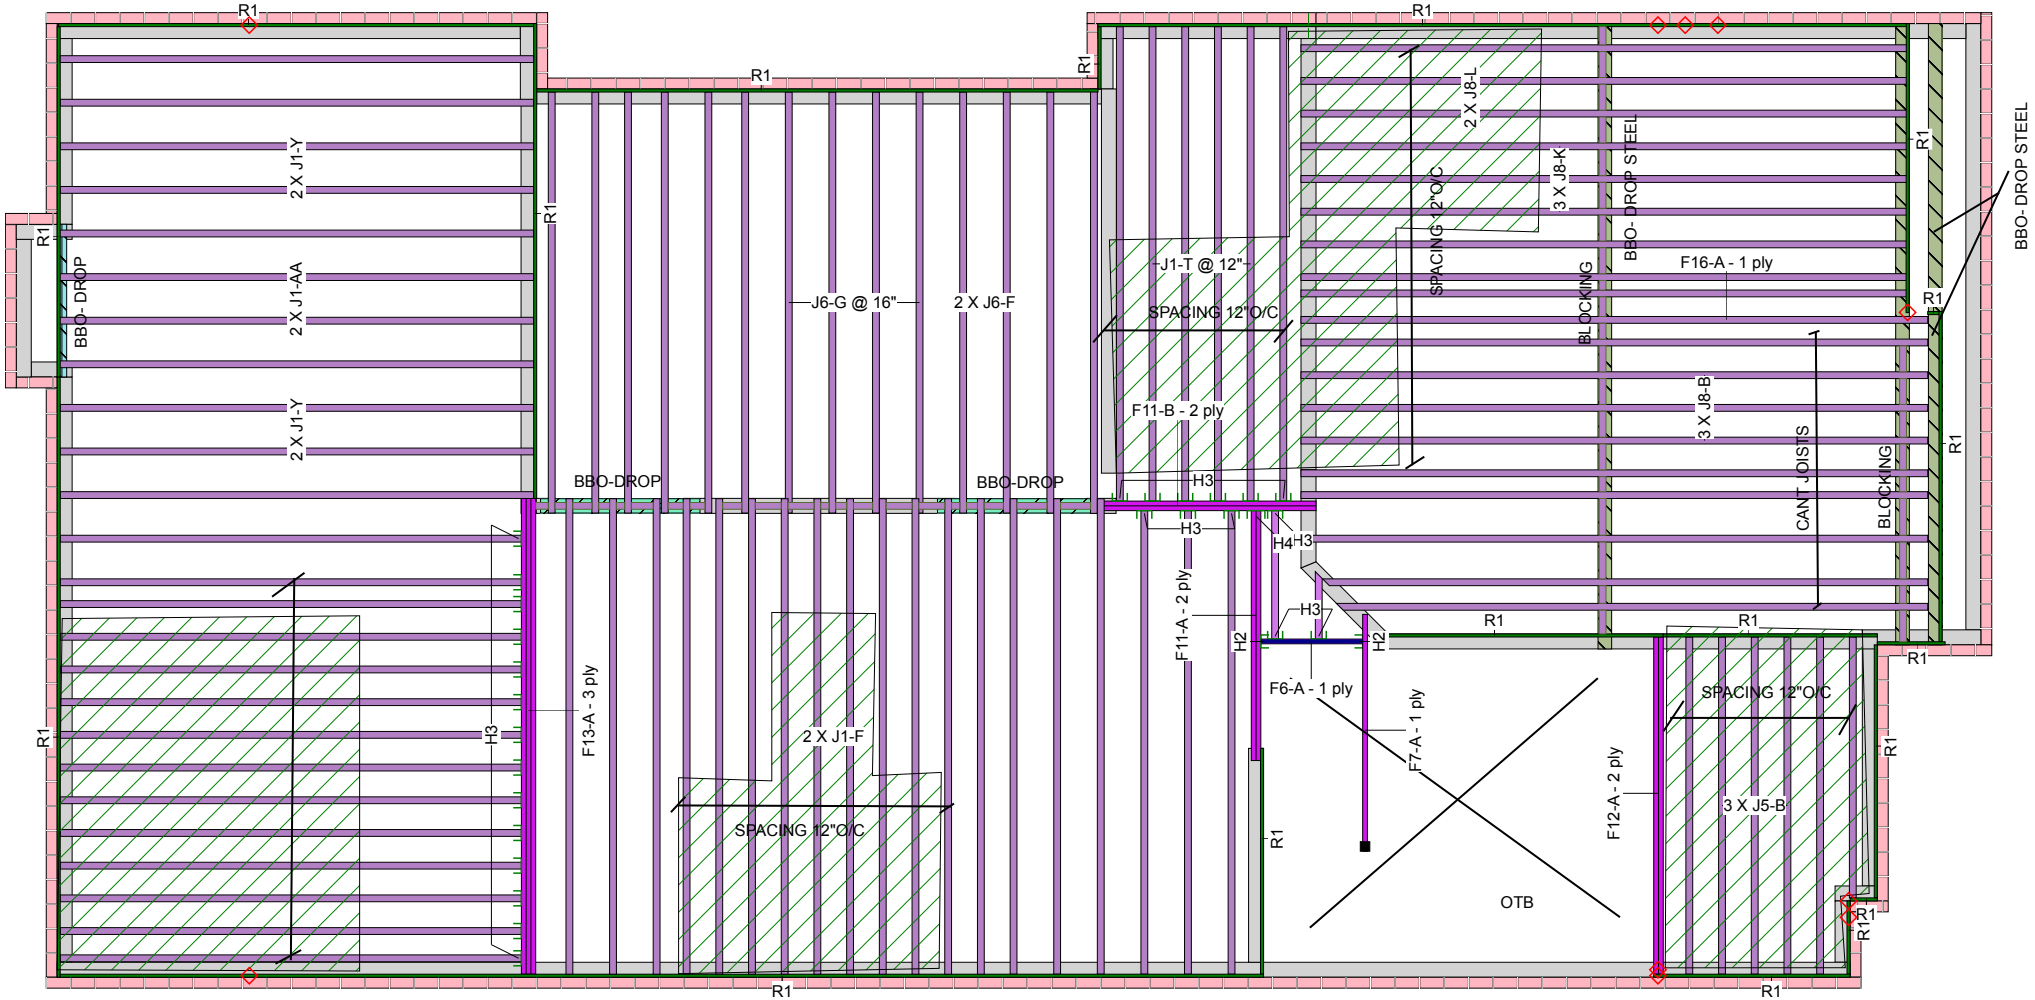 R1
R1
R1
R1
2 X J1-Y
2 X J8-L
BBO- DROP STEEL
R1
3 X J8-K
BBO- DROP STEEL
SPACING 12"O/C
R1
R1
BBO- DROP
2 X J1-AA
J1-T @ 12"
F16-A - 1 ply
J6-G @ 16"
2 X J6-F
SPACING 12"O/C
BLOCKING
R1
2 X J1-Y
F11-B - 2 ply
3 X J8-B
CANT JOISTS
BLOCKING
R1
BBO-DROP
BBO-DROP
H3
H3
H4
H3
F11-A - 2 ply
H3
R1
R1
H2
H2
R1
F6-A - 1 ply
SPACING 12"O/C
H3
R1
F13-A - 3 ply
2 X J1-F
F7-A - 1 ply
R1
F12-A - 2 ply
3 X J5-B
SPACING 12"O/C
R1
OTB
R1
R1
R1
R1